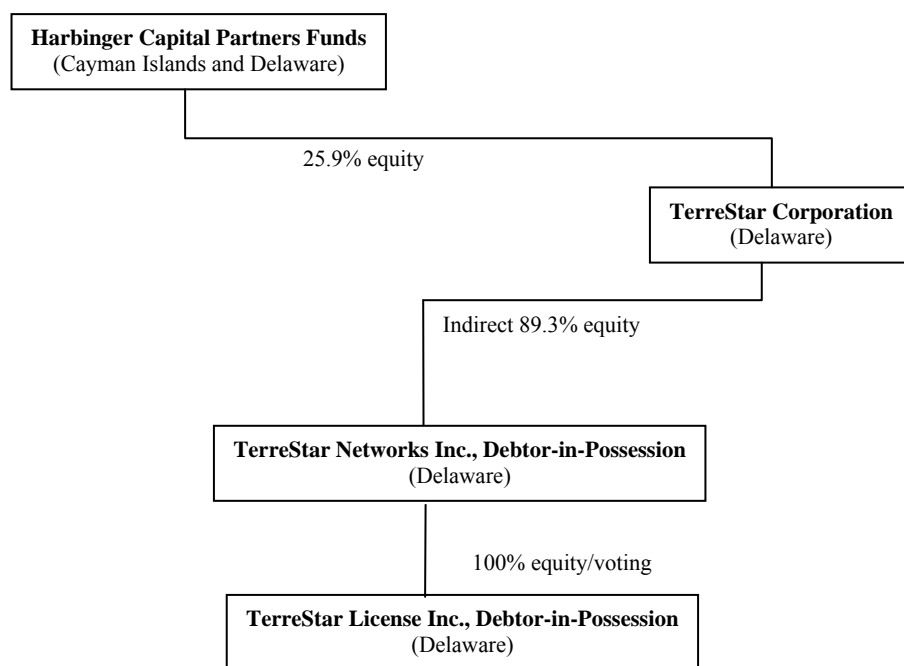 Harbinger Capital Partners Funds
(Cayman Islands and Delaware)
25.9% equity
TerreStar Corporation
(Delaware)
Indirect 89.3% equity
TerreStar Networks Inc., Debtor-in-Possession
(Delaware)
100% equity/voting
TerreStar License Inc., Debtor-in-Possession
(Delaware)